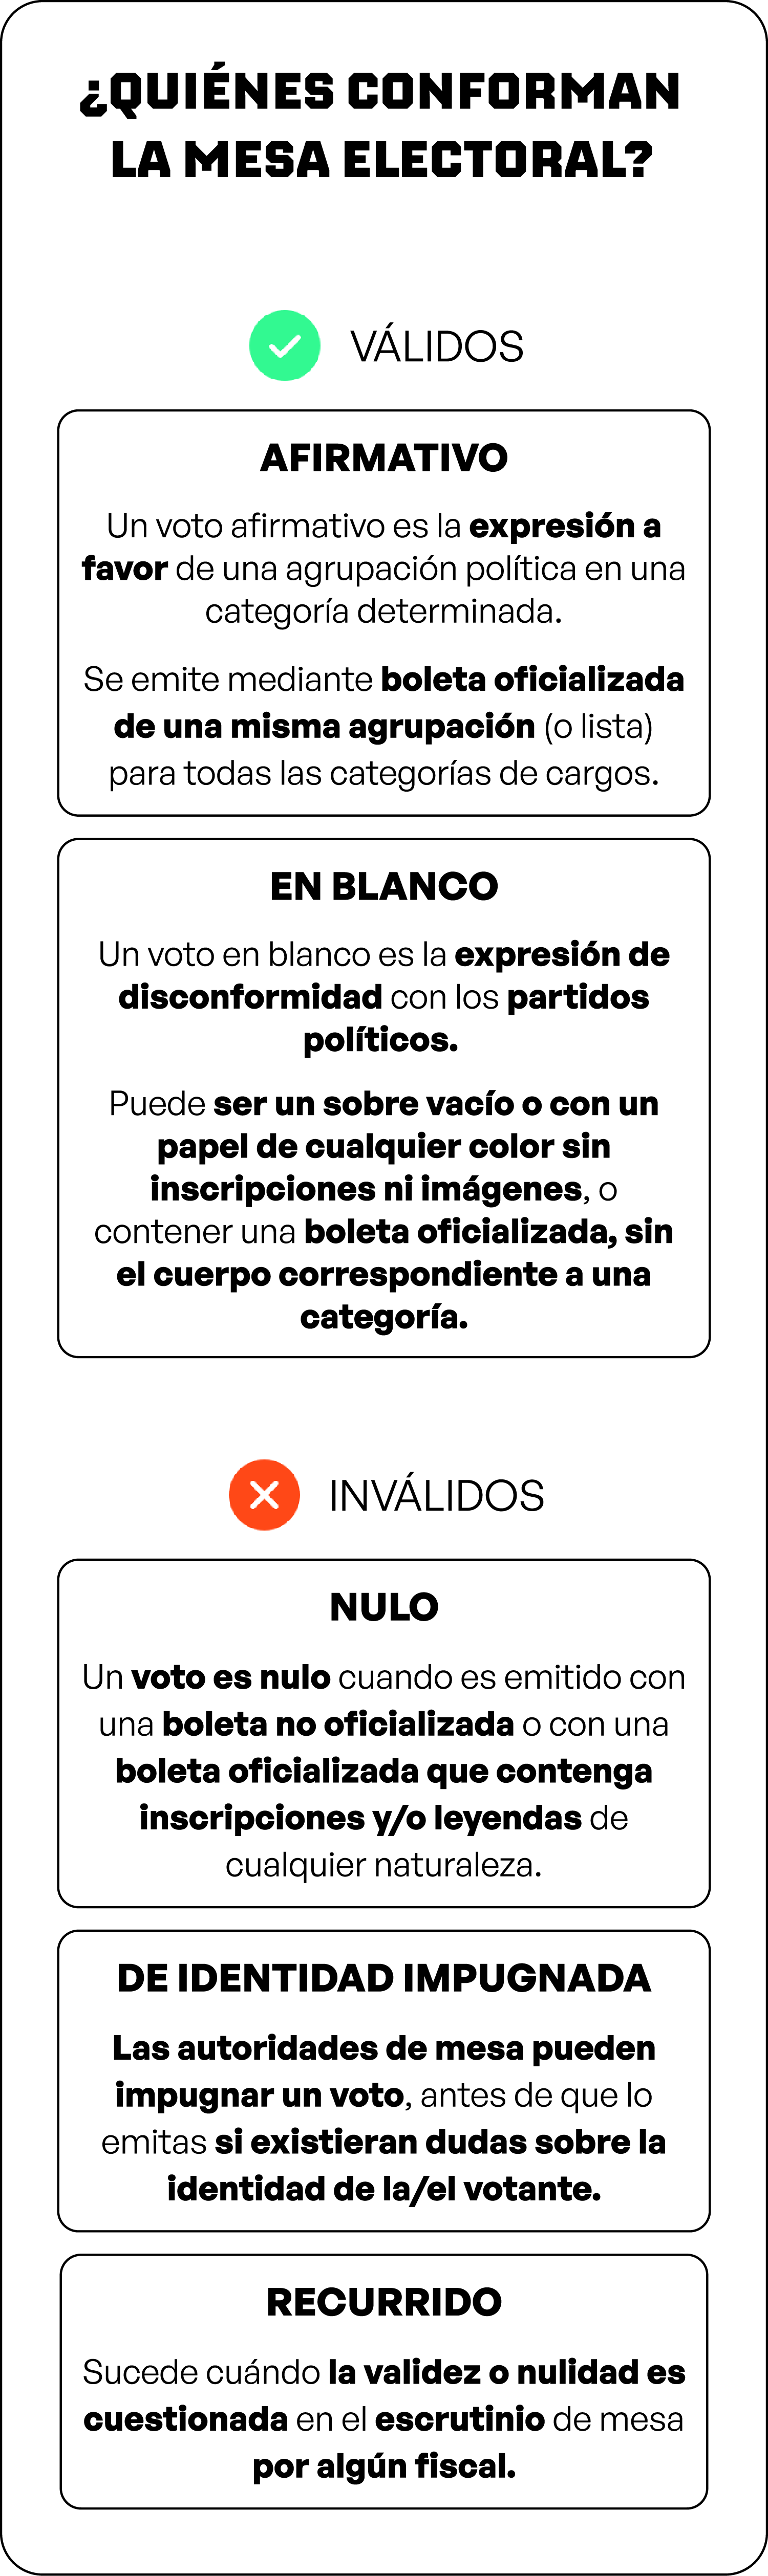 ¿QUIÉNES CONFORMAN
LA MESA ELECTORAL?
VÁLIDOS
AFIRMATIVO
Un voto afirmativo es la expresión a
favor de una agrupación política en una
categoría determinada.
Se emite mediante boleta oficializada
de una misma agrupación (o lista)
para todas las categorías de cargos.
EN BLANCO
Un voto en blanco es la expresión de
disconformidad con los partidos
políticos.
Puede ser un sobre vacío o con un
papel de cualquier color sin
inscripciones ni imágenes, o
contener una boleta oficializada, sin
el cuerpo correspondiente a una
categoría.
INVÁLIDOS
NULO
Un voto es nulo cuando es emitido con
una boleta no oficializada o con una
boleta oficializada que contenga
inscripciones y/o leyendas de
cualquier naturaleza.
DE IDENTIDAD IMPUGNADA
Las autoridades de mesa pueden
impugnar un voto, antes de que lo
emitas si existieran dudas sobre la
identidad de la/el votante.
RECURRIDO
Sucede cuándo la validez o nulidad es
cuestionada en el escrutinio de mesa
por algún fiscal.